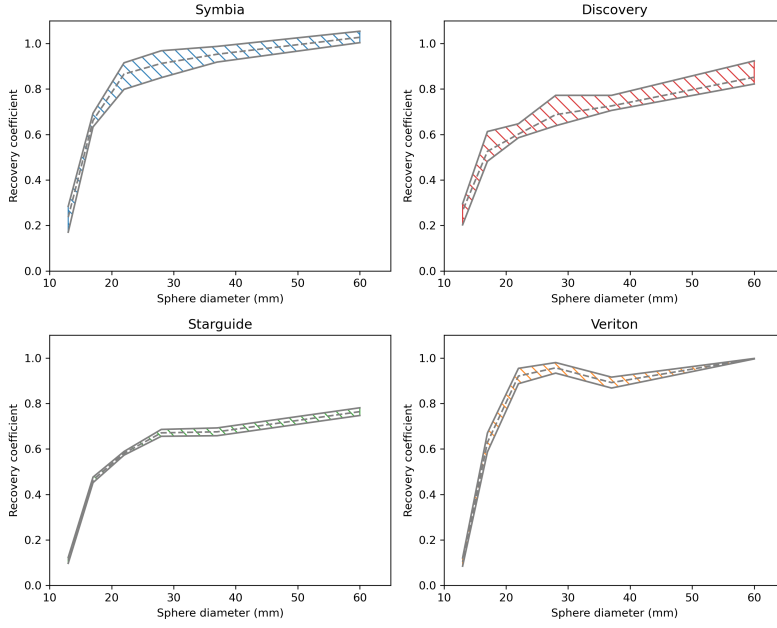 Symbia
Recovery coefficient
1.0
0.8
0.6
0.4
0.2
0.0
10 20 30 40 50 60
Sphere diameter (mm)
Discovery
Recovery coefficient
1.0
0.8
0.6
0.4
0.2
0.0
10 20 30 40 50 60
Sphere diameter (mm)
Starguide
Recovery coefficient
1.0
0.8
0.6
0.4
0.2
0.0
10 20 30 40 50 60
Sphere diameter (mm)
Veriton
Recovery coefficient
1.0
0.8
0.6
0.4
0.2
0.0
10 20 30 40 50 60
Sphere diameter (mm)